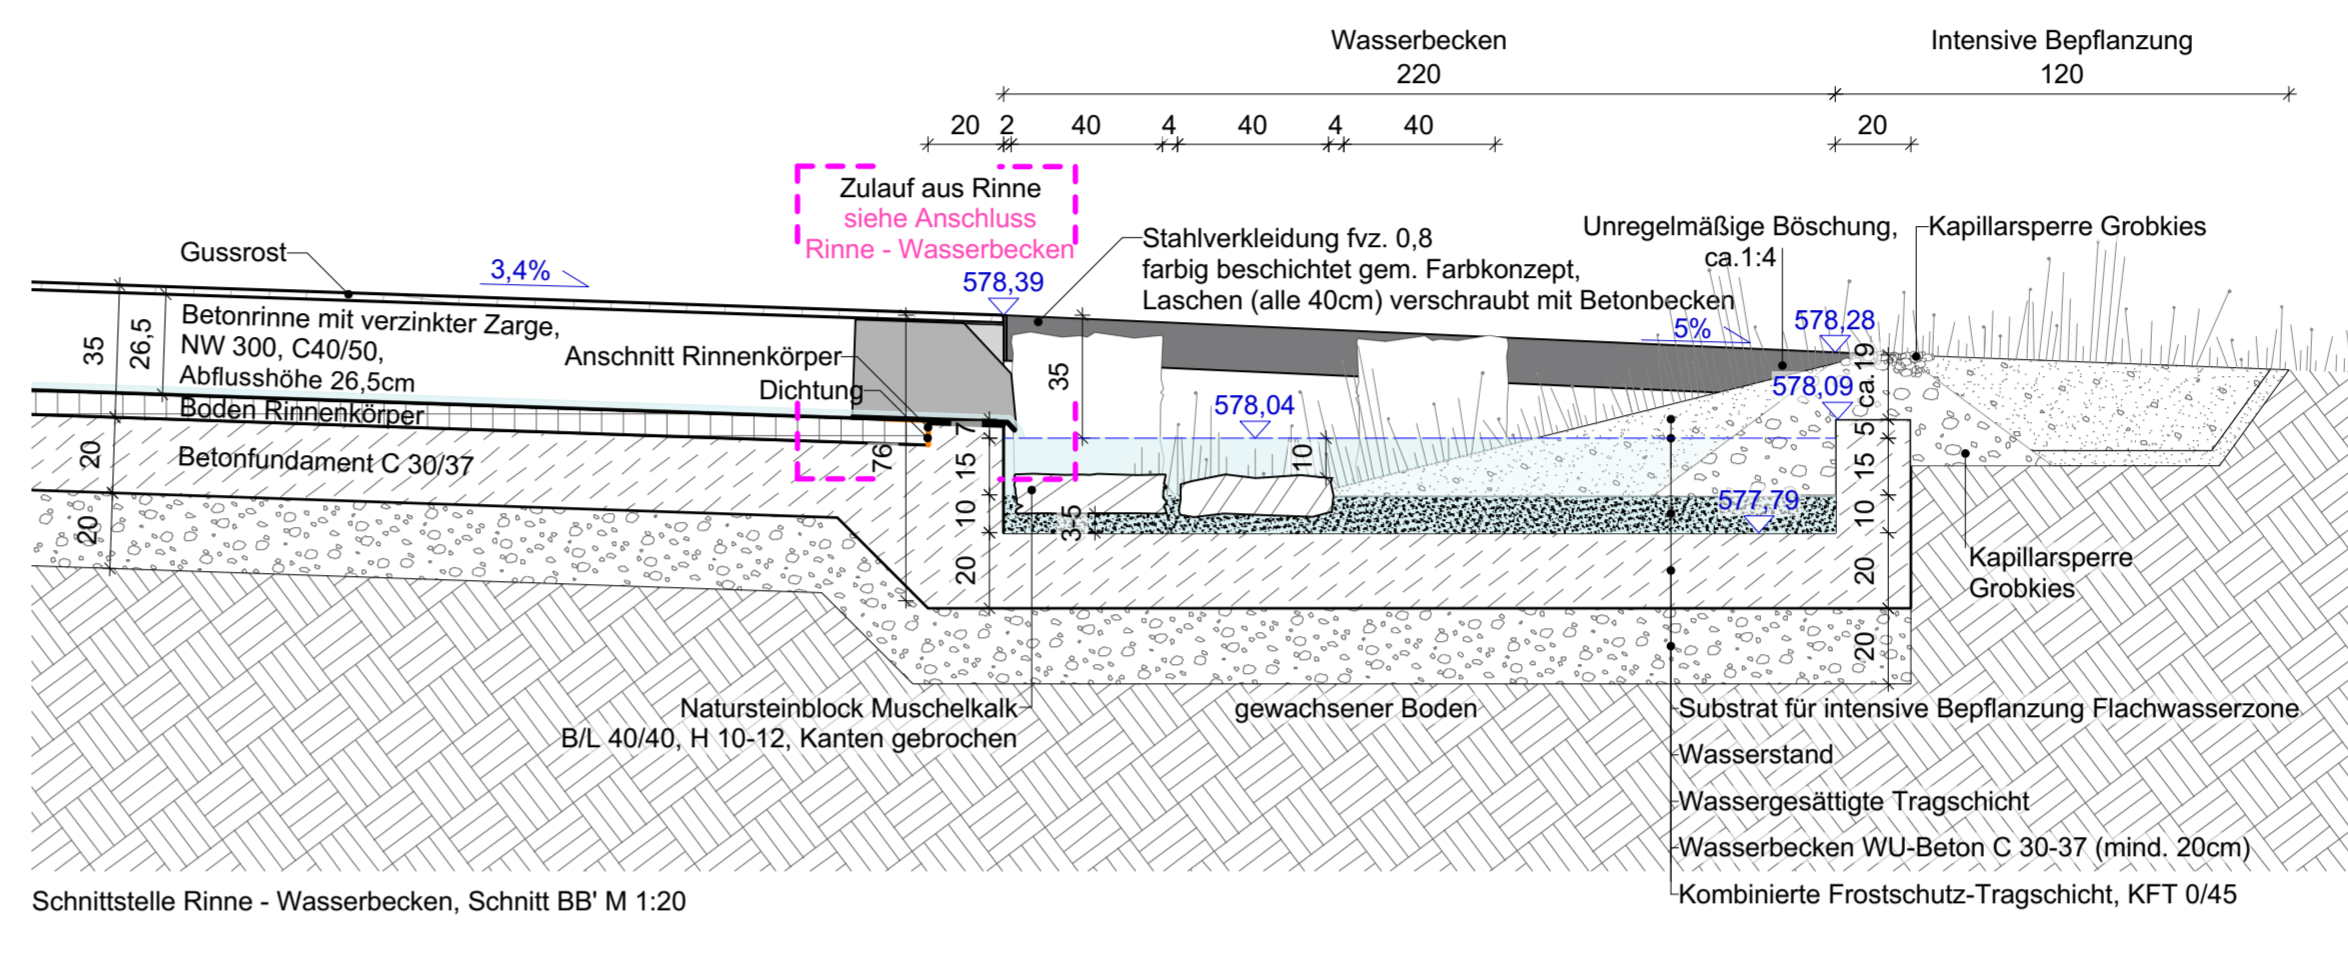 Wasserbecken
220
Intensive Bepflanzung
120
20 2 40 4 40 4 40
20
Zulauf aus Rinne
siehe Anschluss
Rinne - Wasserbecken
Gussrost
3,4%
578,39
Stahlverkleidung fvz. 0,8
farbig beschichtet gem. Farbkonzept,
Laschen (alle 40cm) verschraubt mit Betonbecken
Unregelmäßige Böschung,
ca.1:4
Kapillarsperre Grobkies
5%
578,28
35
26,5
Betonrinne mit verzinkter Zarge,
NW 300, C40/50,
Abflusshöhe 26,5cm
Boden Rinnenkörper
Anschnitt Rinnenkörper
Dichtung
35
578,04
578,09
ca. 19
20
Betonfundament C 30/37
20
76
7
15
10
20
3-5
10
577,79
5
15
10
20
20
Kapillarsperre
Grobkies
Natursteinblock Muschelkalk
B/L 40/40, H 10-12, Kanten gebrochen
gewachsener Boden
Substrat für intensive Bepflanzung Flachwasserzone
Wasserstand
Wassergesättigte Tragschicht
Wasserbecken WU-Beton C 30-37 (mind. 20cm)
Kombinierte Frostschutz-Tragschicht, KFT 0/45
Schnittstelle Rinne - Wasserbecken, Schnitt BB' M 1:20